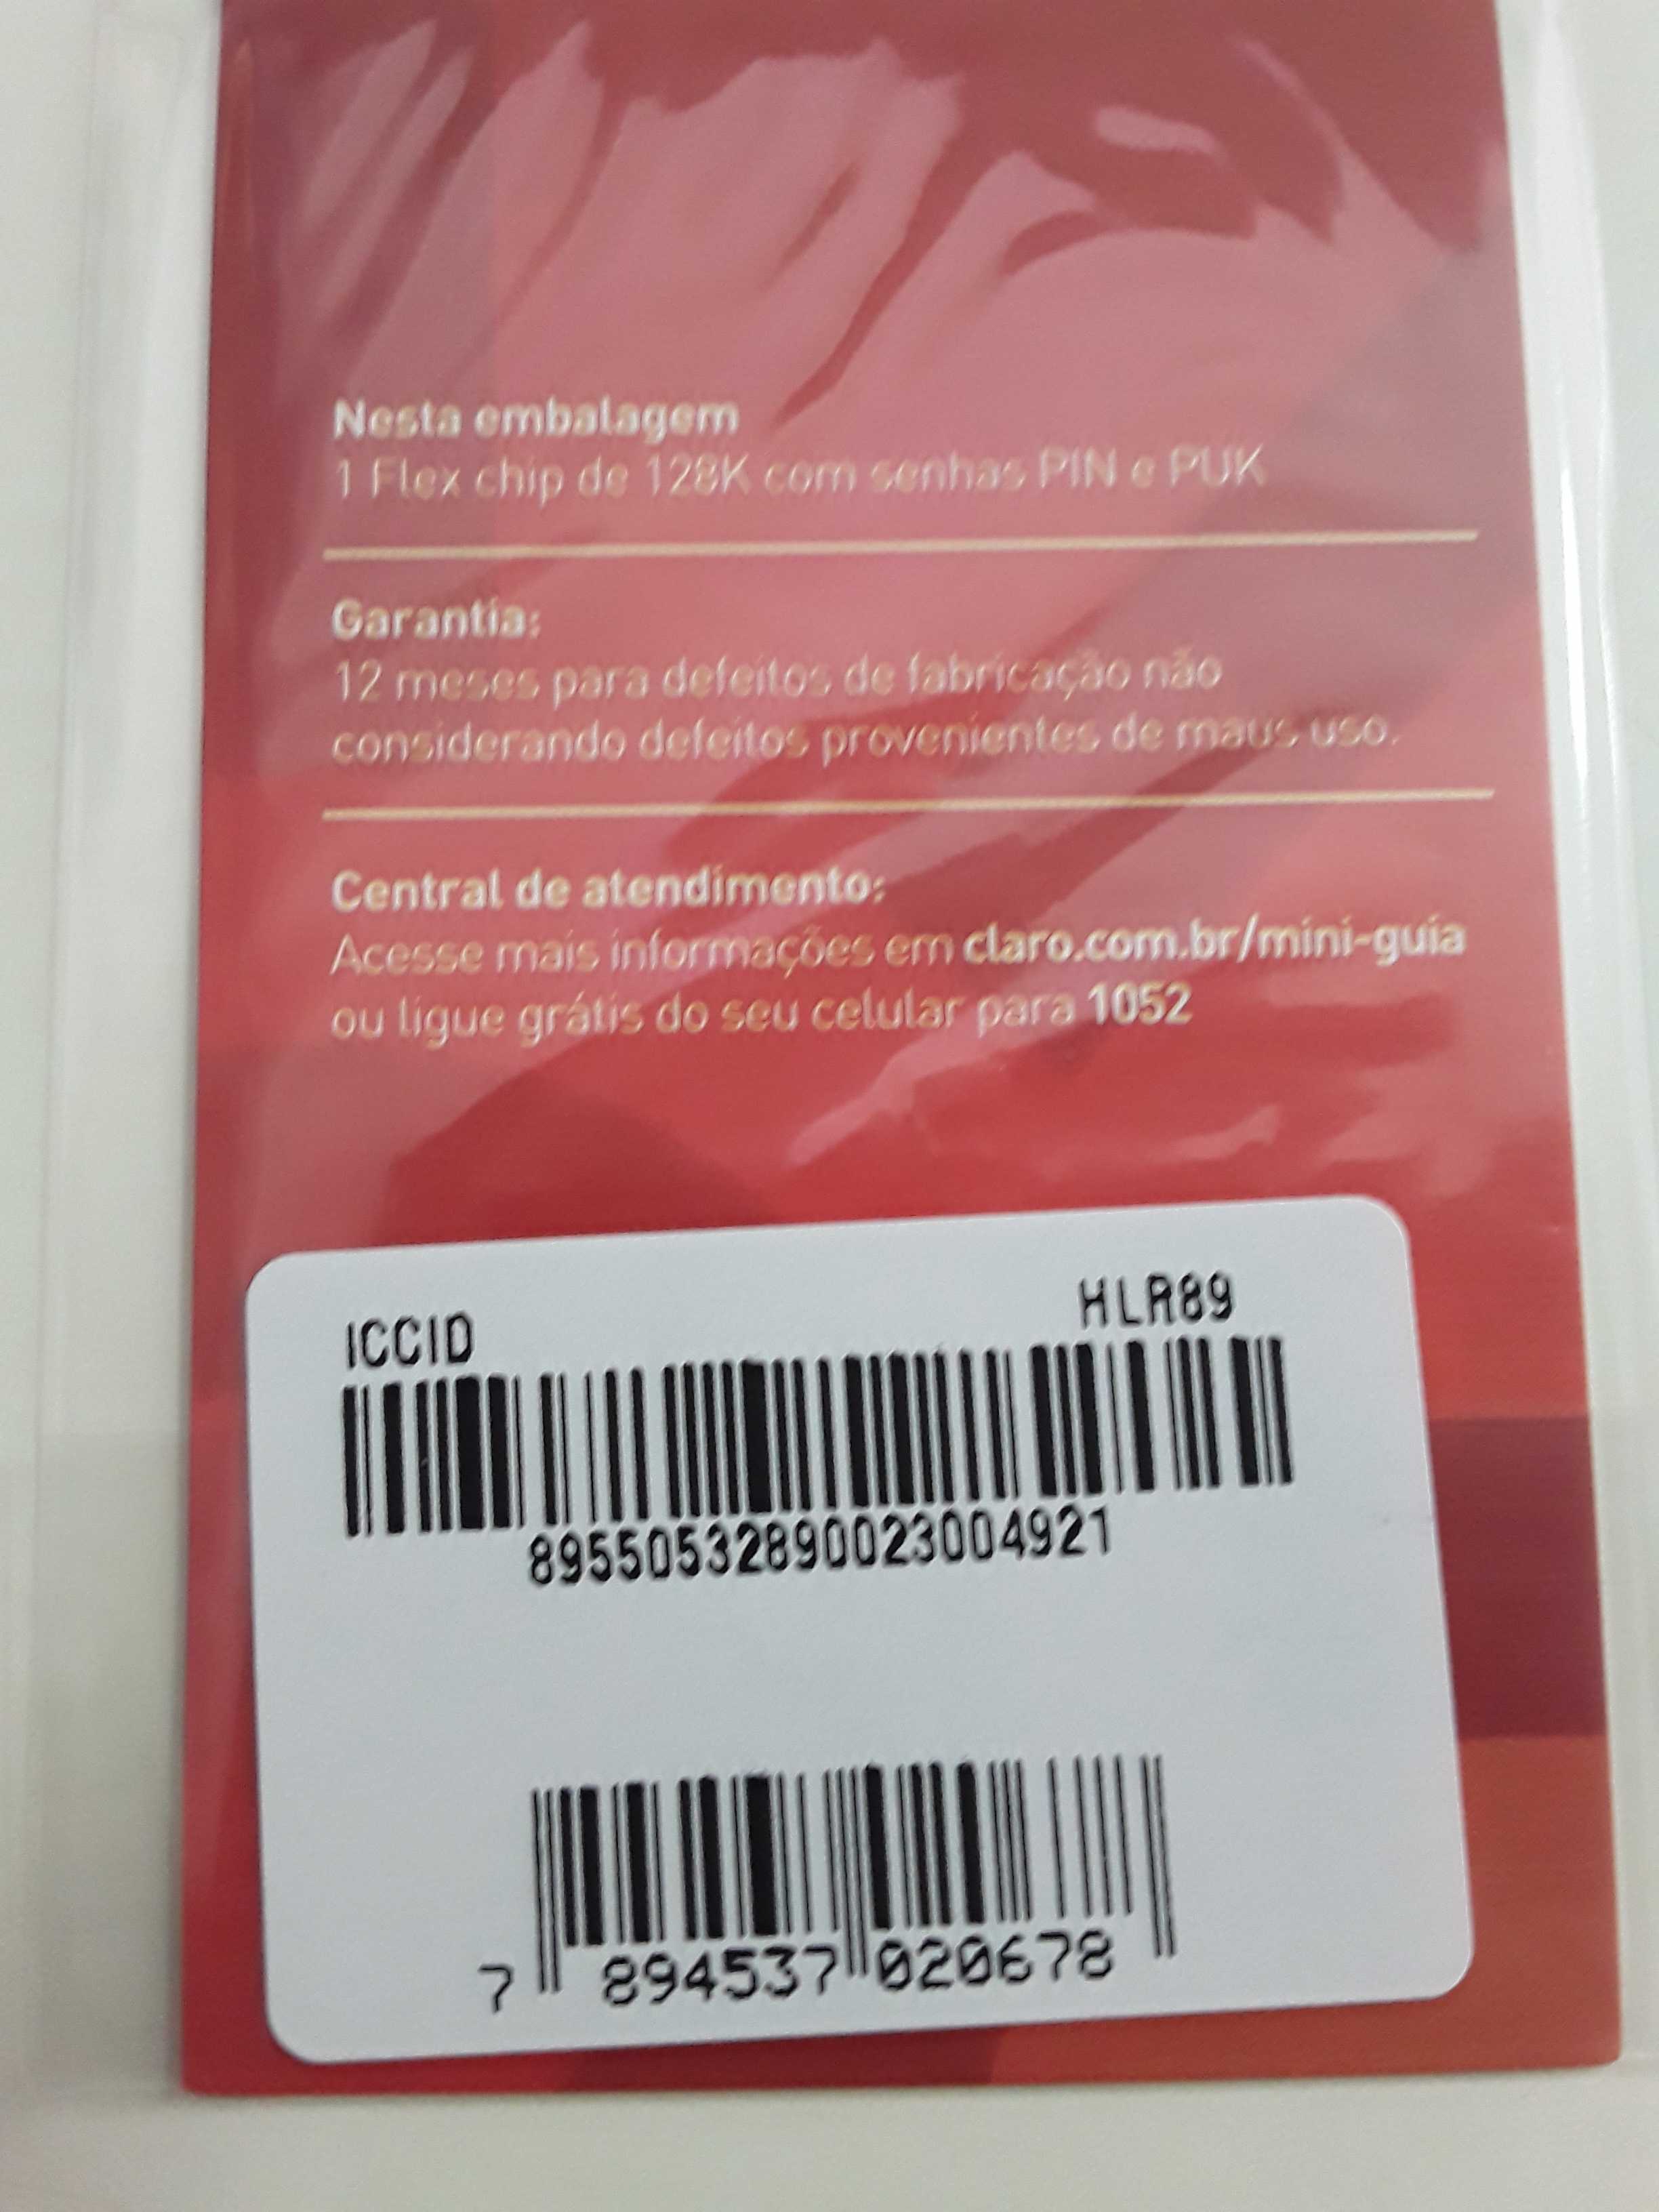 Nesta embalagem
1 Flex chip de 128K com senhas PIN e PUK
Garantia:
12 meses para defeitos de fabricação não
considerando defeitos provenientes de maus uso.
Central de atendimento:
Acesse mais informações em claro.com.br/mini-guia
ou ligue grátis do seu celular para 1052
ICCID HLR89
89550532890023004921
7 894537 020678